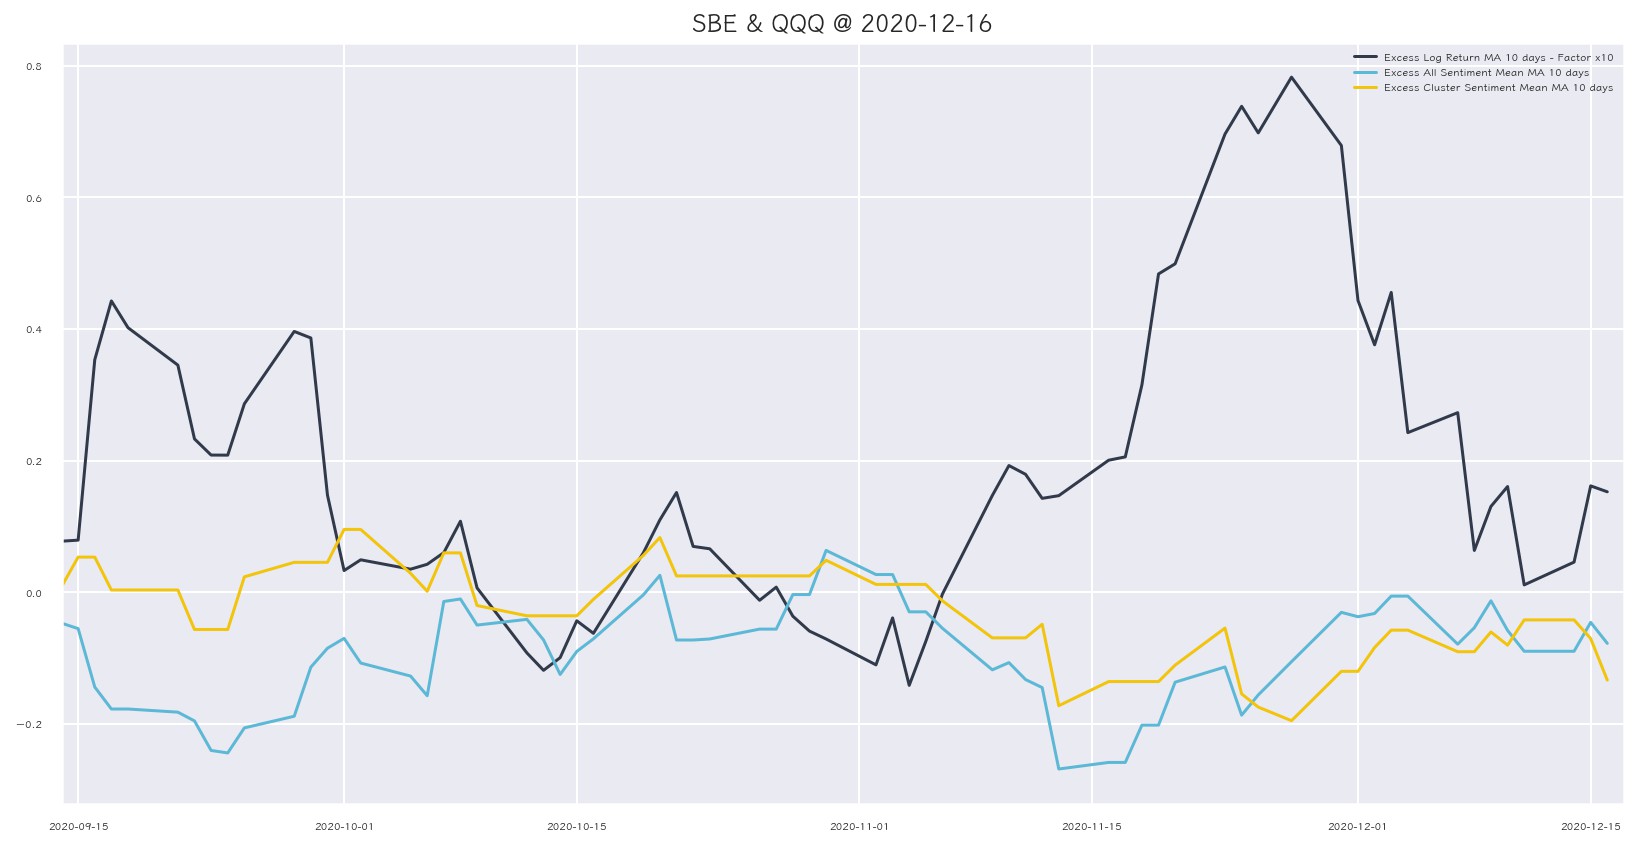 SBE & QQQ @ 2020-12-16
Excess Log Return MA 10 days - Factor x10
Excess All Sentiment Mean MA 10 days
Excess Cluster Sentiment Mean MA 10 days
0.8
0.6
0.4
0.2
0.0
−0.2
2020-09-15 2020-10-01 2020-10-15 2020-11-01 2020-11-15 2020-12-01 2020-12-15